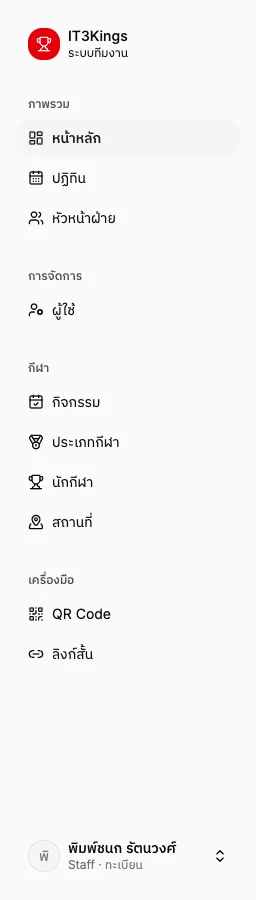 IT3Kings
ระบบทีมงาน
ภาพรวม
หน้าหลัก
ปฏิทิน
หัวหน้าฝ่าย
การจัดการ
ผู้ใช้
กีฬา
กิจกรรม
ประเภทกีฬา
นักกีฬา
สถานที่
เครื่องมือ
QR Code
ลิงก์สั้น
พิ
พิมพ์ชนก รัตนวงศ์
Staff · ทะเบียน